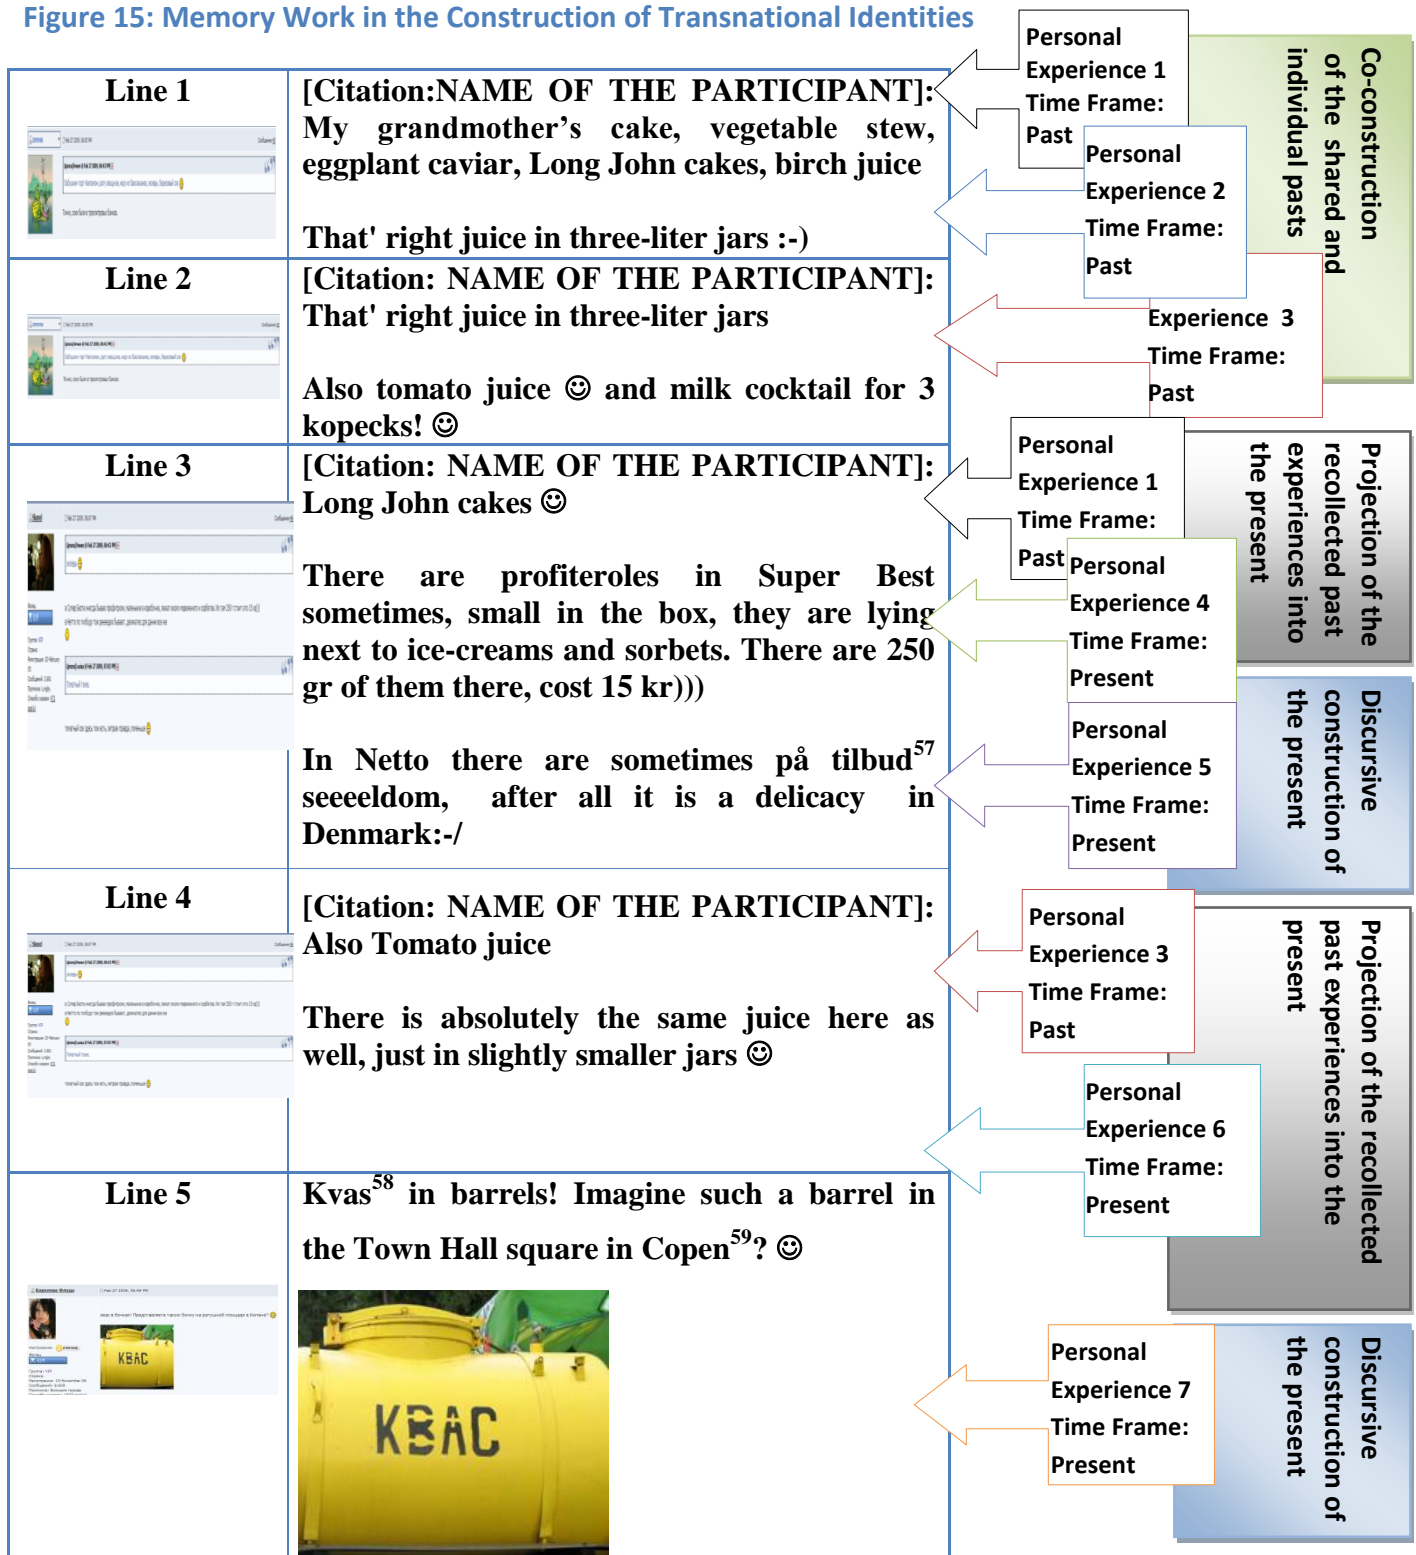 Figure 15: Memory Work in the Construction of Transnational Identities
Line 1
[Citation:NAME OF THE PARTICIPANT]:
My grandmother's cake, vegetable stew,
eggplant caviar, Long John cakes, birch juice
That' right juice in three-liter jars :-)
Personal
Experience 1
Time Frame:
Past
Personal
Experience 2
Time Frame:
Past
Co-construction
of the shared and
individual pasts
Line 2
[Citation: NAME OF THE PARTICIPANT]:
That' right juice in three-liter jars
Also tomato juice ☺ and milk cocktail for 3
kopecks! ☺
Experience 3
Time Frame:
Past
Line 3
[Citation: NAME OF THE PARTICIPANT]:
Long John cakes ☺
There are profiteroles in Super Best
sometimes, small in the box, they are lying
next to ice-creams and sorbets. There are 250
gr of them there, cost 15 kr)))
In Netto there are sometimes på tilbud57
seeeeldom, after all it is a delicacy in
Denmark:-/
Personal
Experience 1
Time Frame:
Past
Personal
Experience 4
Time Frame:
Present
Projection of the
recollected past
experiences into
the present
Personal
Experience 5
Time Frame:
Present
Discursive
construction of
the present
Line 4
[Citation: NAME OF THE PARTICIPANT]:
Also Tomato juice
There is absolutely the same juice here as
well, just in slightly smaller jars ☺
Personal
Experience 3
Time Frame:
Past
Personal
Experience 6
Time Frame:
Present
Projection of the recollected
past experiences into the
present
Line 5
Kvas58 in barrels! Imagine such a barrel in
the Town Hall square in Copen59? ☺
КВАС
КВАС
Personal
Experience 7
Time Frame:
Present
Discursive
construction of
the present